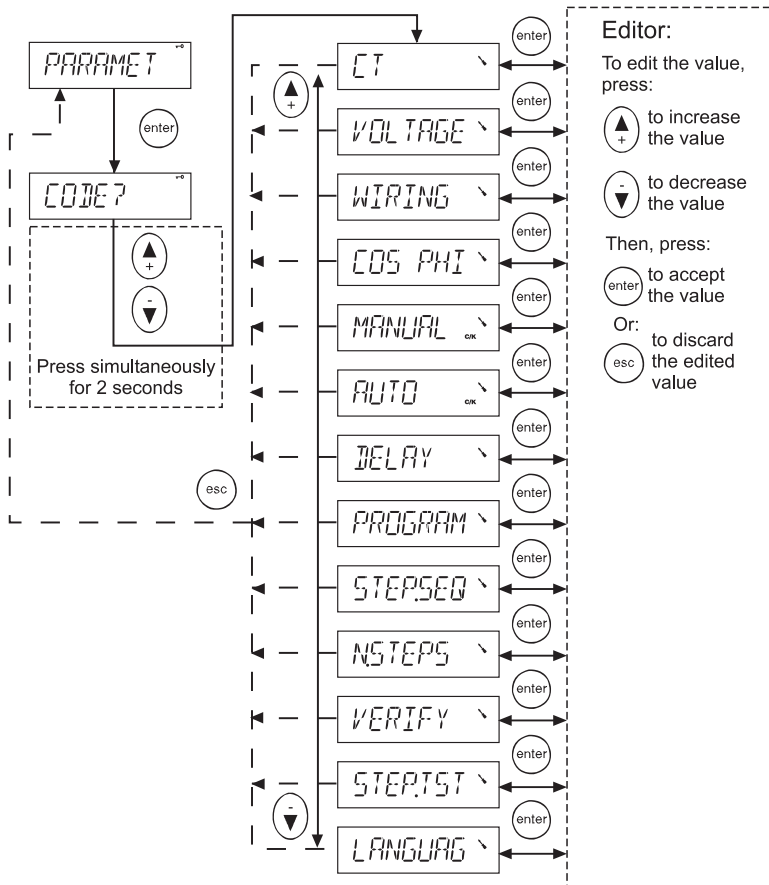 PARAMET
enter
CODE?
+
-
Press simultaneously
for 2 seconds
esc
+
-
CT
enter
VOLTAGE
enter
WIRING
enter
COS PHI
enter
MANUAL C/K
enter
AUTO C/K
enter
DELAY
enter
PROGRAM
enter
STEP.SEQ
enter
N.STEPS
enter
VERIFY
enter
STEP.TST
enter
LANGUAG
enter
Editor:
To edit the value,
press:
+
to increase
the value
-
to decrease
the value
Then, press:
enter
to accept
the value
Or:
esc
to discard
the edited
value